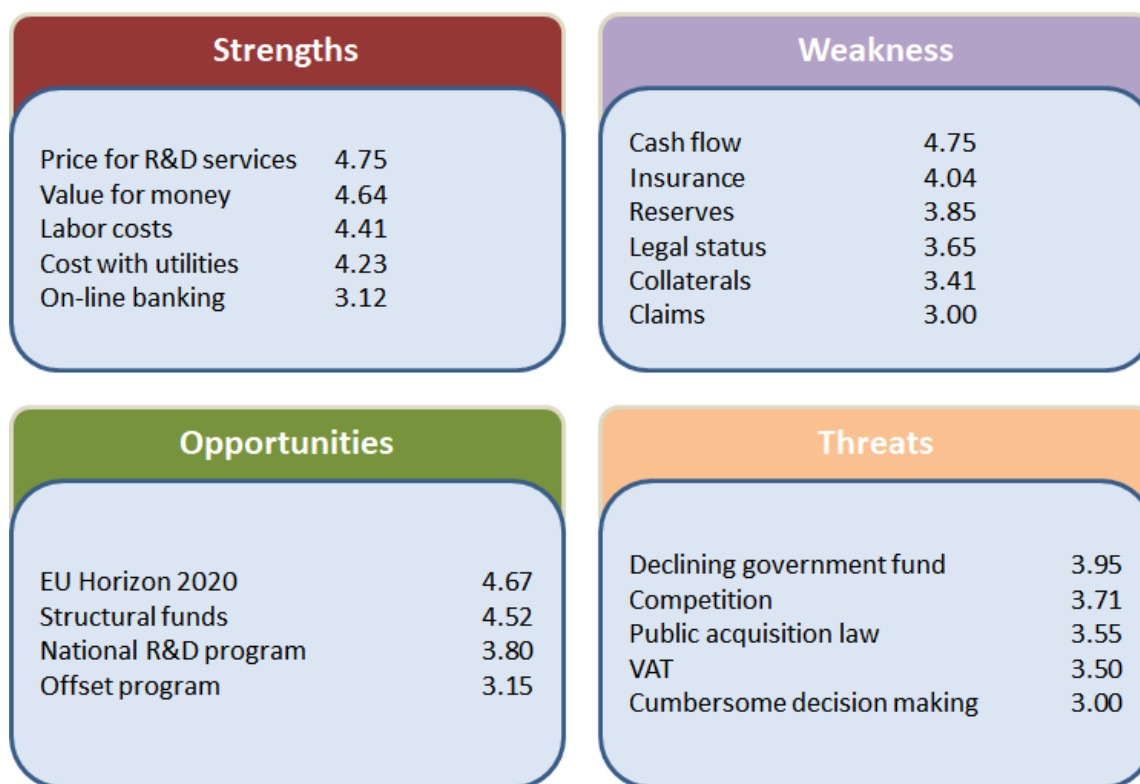 Strengths
Price for R&D services 4.75
Value for money 4.64
Labor costs 4.41
Cost with utilities 4.23
On-line banking 3.12
Weakness
Cash flow 4.75
Insurance 4.04
Reserves 3.85
Legal status 3.65
Collaterals 3.41
Claims 3.00
Opportunities
EU Horizon 2020 4.67
Structural funds 4.52
National R&D program 3.80
Offset program 3.15
Threats
Declining government fund 3.95
Competition 3.71
Public acquisition law 3.55
VAT 3.50
Cumbersome decision making 3.00